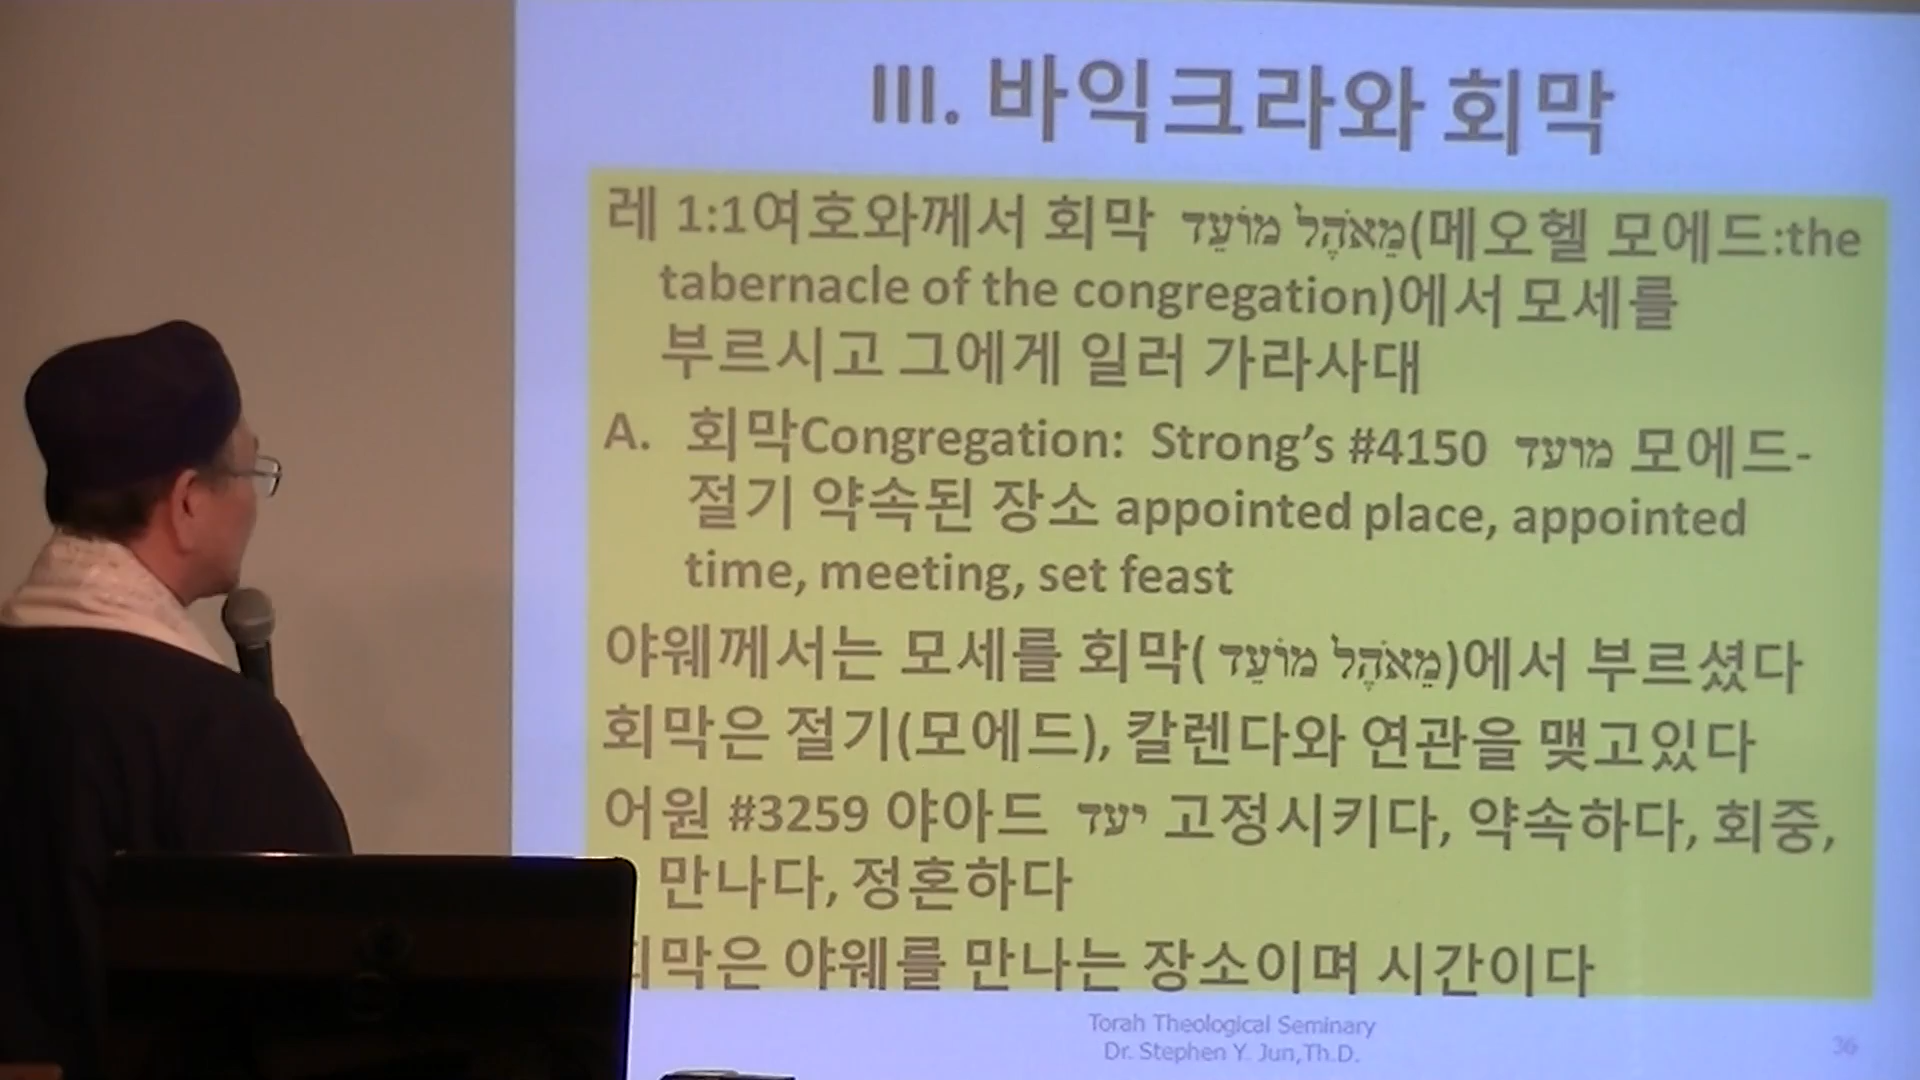 III. 바익크라와 회막
레 1:1여호와께서 회막 מֵאֹהֶל מוֹעֵד(메오헬 모에드:the
tabernacle of the congregation)에서 모세를
부르시고 그에게 일러 가라사대
A. 회막Congregation: Strong's #4150 מועד 모에드-
절기 약속된 장소 appointed place, appointed
time, meeting, set feast
야웨께서는 모세를 회막( מֵאֹהֶל מוֹעֵד)에서 부르셨다
회막은 절기(모에드), 칼렌다와 연관을 맺고있다
어원 #3259 야아드 יעד 고정시키다, 약속하다, 회중,
만나다, 정혼하다
회막은 야웨를 만나는 장소이며 시간이다
Torah Theological Seminary
Dr. Stephen Y. Jun,Th.D.
36